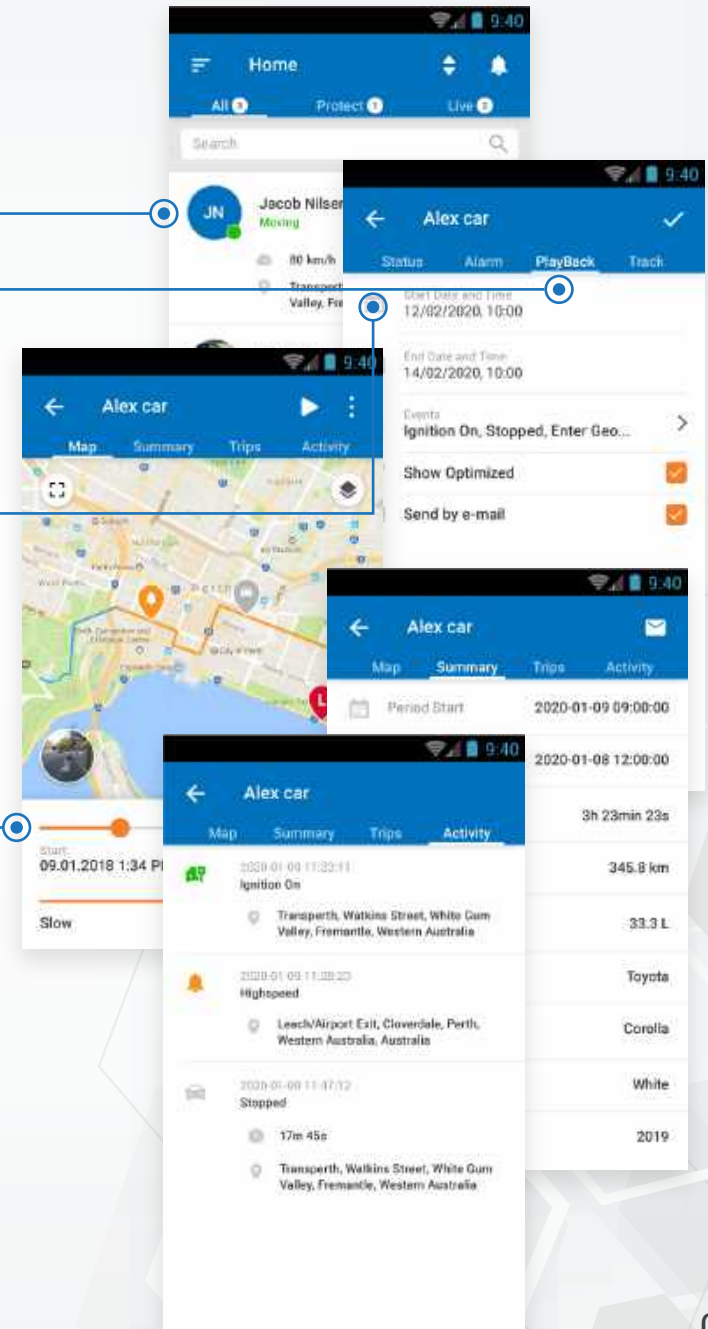 9:40
Home
All 3
Protect 1
Live 2
Search
JN
Jacob Nilsen
Moving
80 km/h
Transpert
Valley, Fre
9:40
Alex car
Status
Alarm
PlayBack
Track
Start Date and Time
12/02/2020, 10:00
End Date and Time
14/02/2020, 10:00
Events
Ignition On, Stopped, Enter Geo...
Show Optimized
Send by e-mail
9:40
Alex car
Map
Summary
Trips
Activity
PERTH
L
Start
09.01.2018 1:34 PM
Slow
9:40
Alex car
Map
Summary
Trips
Activity
Period Start
2020-01-09 09:00:00
2020-01-08 12:00:00
3h 23min 23s
345.8 km
33.3 L
Toyota
Corolla
White
2019
9:40
Alex car
Map
Summary
Trips
Activity
Ignition On
Transperth, Watkins Street, White Gum
Valley, Fremantle, Western Australia
Highspeed
Leach/Airport Exit, Cloverdale, Perth,
Western Australia, Australia
Stopped
17m 45s
Transperth, Watkins Street, White Gum
Valley, Fremantle, Western Australia